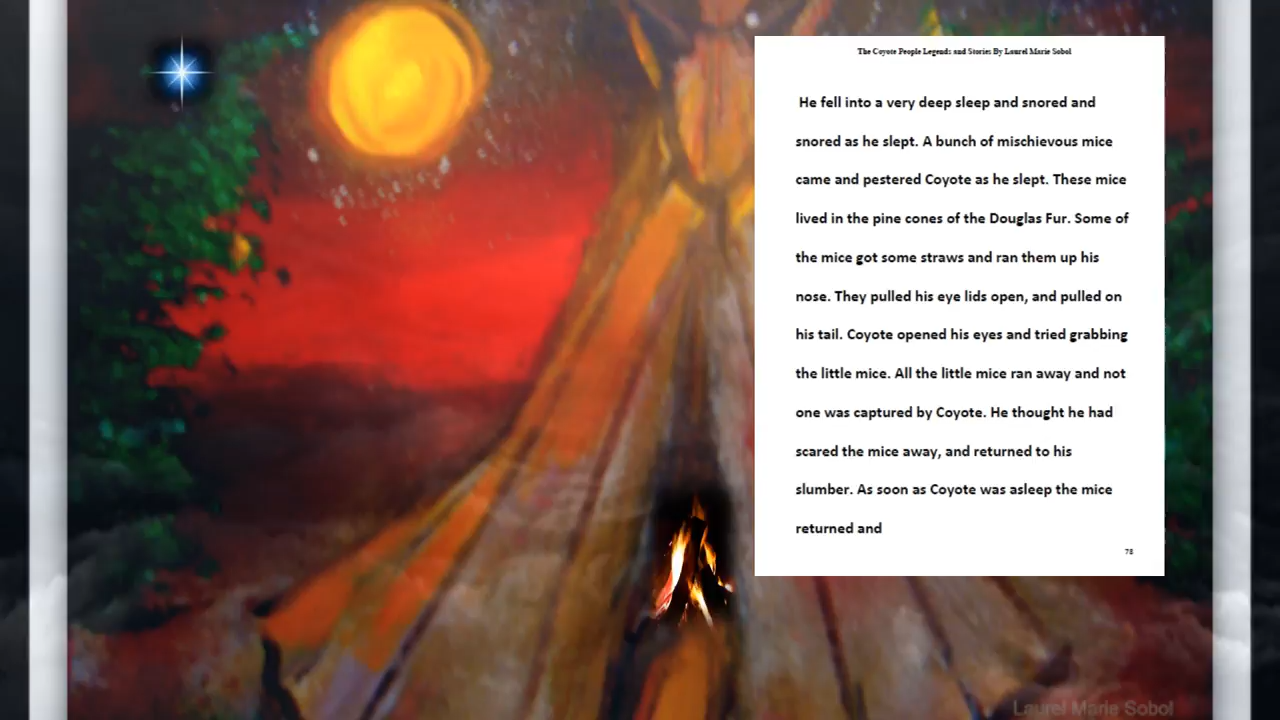 The Coyote People Legends and Stories By Laurel Marie Sobol
He fell into a very deep sleep and snored and
snored as he slept. A bunch of mischievous mice
came and pestered Coyote as he slept. These mice
lived in the pine cones of the Douglas Fur. Some of
the mice got some straws and ran them up his
nose. They pulled his eye lids open, and pulled on
his tail. Coyote opened his eyes and tried grabbing
the little mice. All the little mice ran away and not
one was captured by Coyote. He thought he had
scared the mice away, and returned to his
slumber. As soon as Coyote was asleep the mice
returned and
78
Laurel Marie Sobol